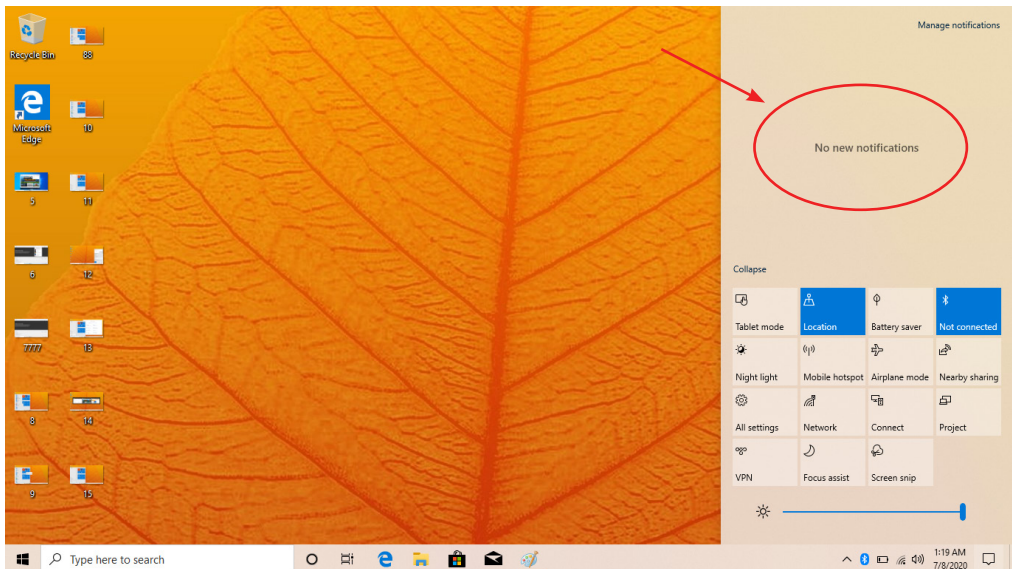 Recycle Bin
88
Microsoft
Edge
10
5
11
6
12
7777
13
8
14
9
15
Manage notifications
No new notifications
Collapse
Tablet mode
Location
Battery saver
Not connected
Night light
Mobile hotspot
Airplane mode
Nearby sharing
All settings
Network
Connect
Project
VPN
Focus assist
Screen snip
Type here to search
1:19 AM
7/8/2020